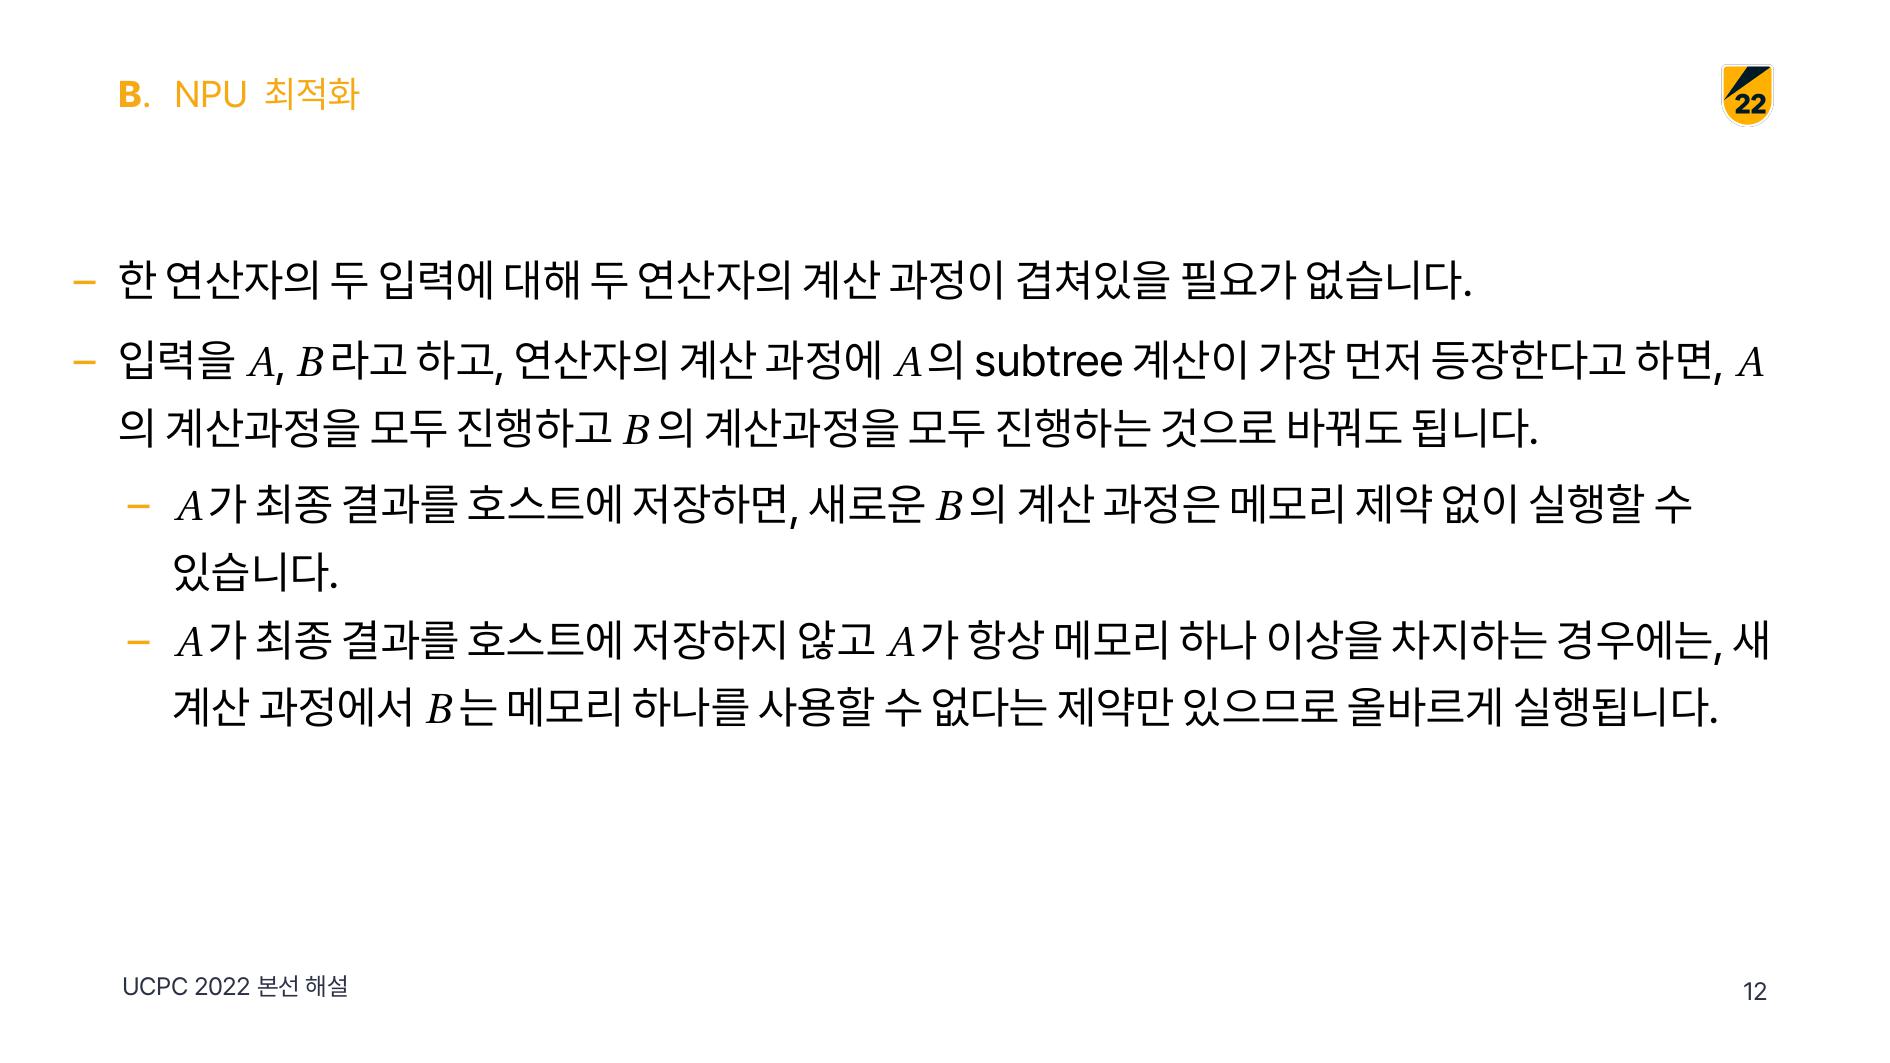 B. NPU 최적화
22
– 한 연산자의 두 입력에 대해 두 연산자의 계산 과정이 겹쳐있을 필요가 없습니다.
– 입력을 A, B라고 하고, 연산자의 계산 과정에 A의 subtree 계산이 가장 먼저 등장한다고 하면, A
의 계산과정을 모두 진행하고 B의 계산과정을 모두 진행하는 것으로 바꿔도 됩니다.
– A가 최종 결과를 호스트에 저장하면, 새로운 B의 계산 과정은 메모리 제약 없이 실행할 수
있습니다.
– A가 최종 결과를 호스트에 저장하지 않고 A가 항상 메모리 하나 이상을 차지하는 경우에는, 새
계산 과정에서 B는 메모리 하나를 사용할 수 없다는 제약만 있으므로 올바르게 실행됩니다.
UCPC 2022 본선 해설
12